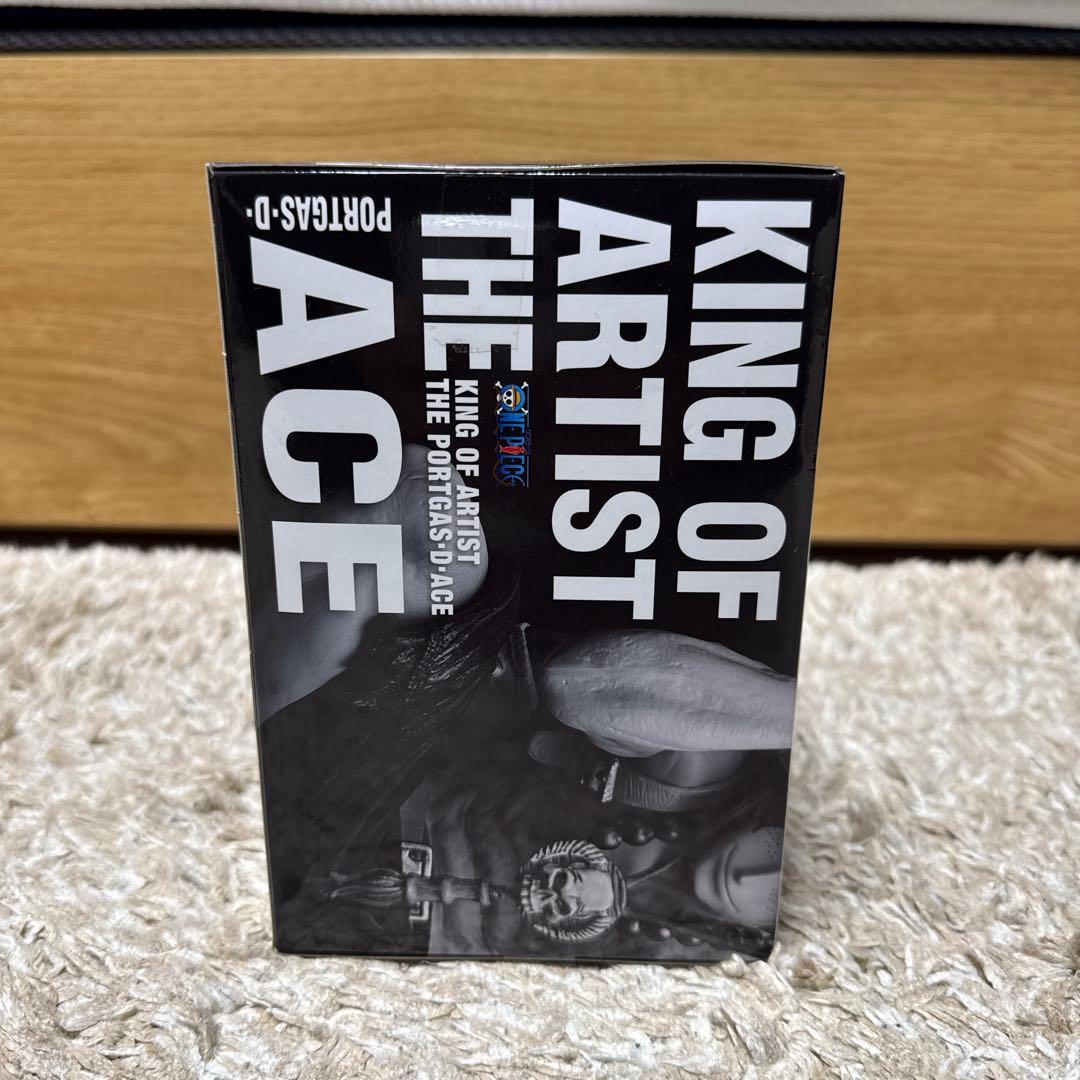 KING OF
ARTIST
THE
ONE PIECE
KING OF ARTIST
THE PORTGAS·D·ACE
PORTGAS·D·
ACE